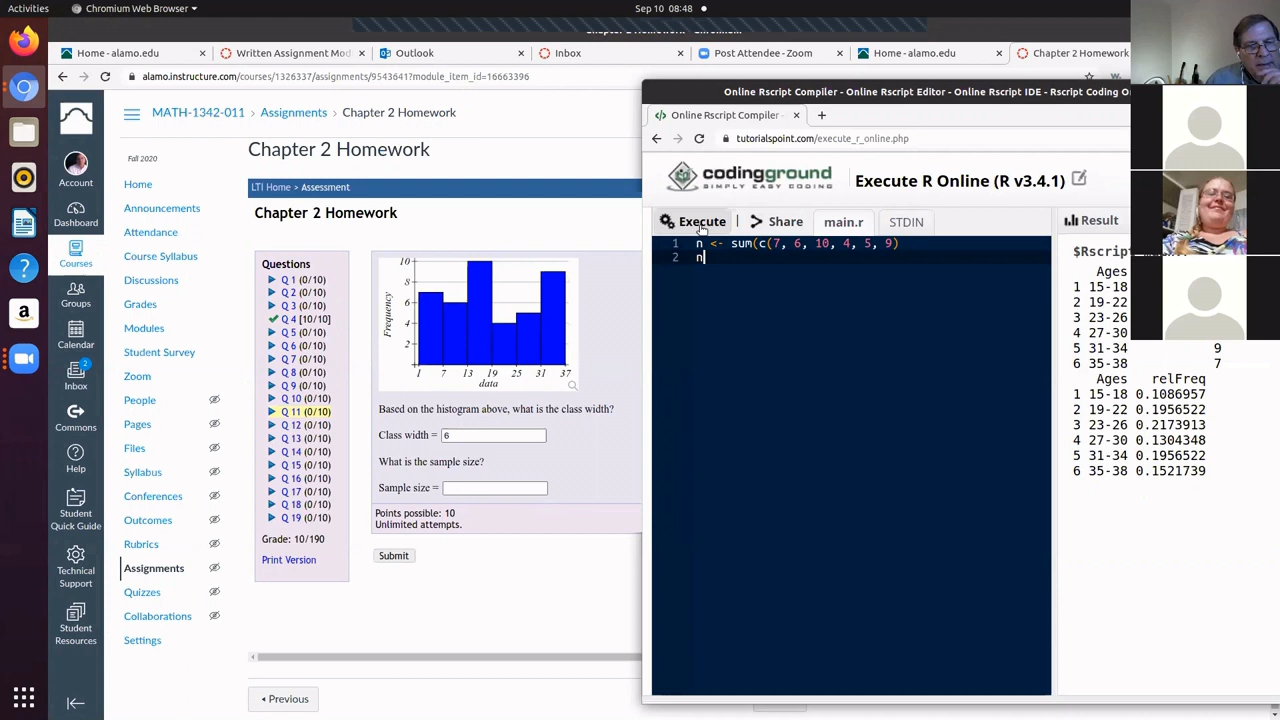 Activities
Chromium Web Browser
Sep 10 08:48
Home - alamo.edu
Written Assignment Mod
Outlook
Inbox
Post Attendee - Zoom
Home - alamo.edu
Chapter 2 Homework
alamo.instructure.com/courses/1326337/assignments/9543641?module_item_id=16663396
Online Rscript Compiler - Online Rscript Editor - Online Rscript IDE - Rscript Coding On
Online Rscript Compiler
tutorialspoint.com/execute_r_online.php
MATH-1342-011 > Assignments > Chapter 2 Homework
Account
Dashboard
Courses
Groups
Calendar
Inbox
2
Commons
Help
Student
Quick Guide
Technical
Support
Student
Resources
Fall 2020
Home
Announcements
Attendance
Course Syllabus
Discussions
Grades
Modules
Student Survey
Zoom
People
Pages
Files
Syllabus
Conferences
Outcomes
Rubrics
Assignments
Quizzes
Collaborations
Settings
Chapter 2 Homework
LTI Home > Assessment
Chapter 2 Homework
Questions
Q 1 (0/10)
Q 2 (0/10)
Q 3 (0/10)
Q 4 [10/10]
Q 5 (0/10)
Q 6 (0/10)
Q 7 (0/10)
Q 8 (0/10)
Q 9 (0/10)
Q 10 (0/10)
Q 11 (0/10)
Q 12 (0/10)
Q 13 (0/10)
Q 14 (0/10)
Q 15 (0/10)
Q 16 (0/10)
Q 17 (0/10)
Q 18 (0/10)
Q 19 (0/10)
Grade: 10/190
Print Version
Frequency
10
8
6
4
2
1 7 13 19 25 31 37
data
Based on the histogram above, what is the class width?
Class width = 6
What is the sample size?
Sample size =
Points possible: 10
Unlimited attempts.
Submit
Previous
codingground
SIMPLY EASY CODING
Execute R Online (R v3.4.1)
Execute
Share
main.r
STDIN
Result
1 n <- sum(c(7, 6, 10, 4, 5, 9)
2 n
$Rscri
Ages
1 15-18
2 19-22
3 23-26
4 27-30
5 31-34 9
6 35-38 7
Ages relFreq
1 15-18 0.1086957
2 19-22 0.1956522
3 23-26 0.2173913
4 27-30 0.1304348
5 31-34 0.1956522
6 35-38 0.1521739